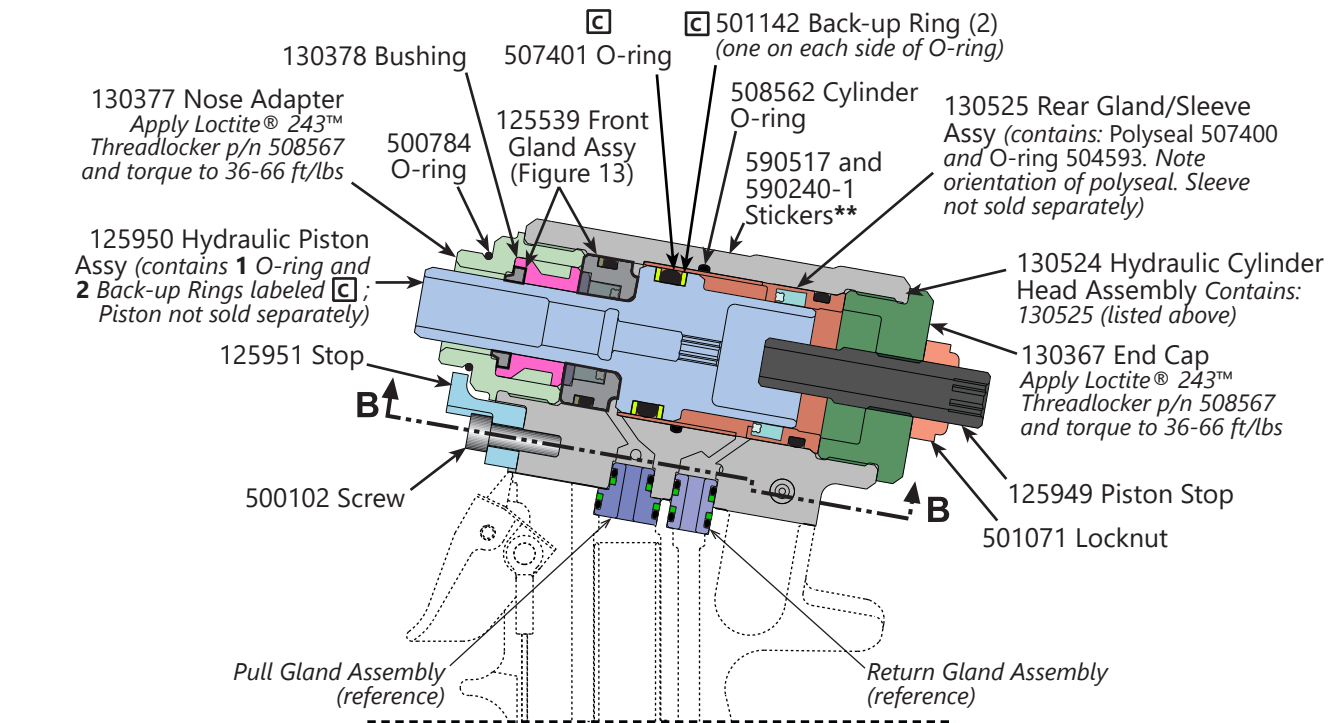 C
507401 O-ring
C 501142 Back-up Ring (2)
(one on each side of O-ring)
130378 Bushing
130377 Nose Adapter
Apply Loctite® 243™
Threadlocker p/n 508567
and torque to 36-66 ft/lbs
500784
O-ring
125539 Front
Gland Assy
(Figure 13)
508562 Cylinder
O-ring
590517 and
590240-1
Stickers**
130525 Rear Gland/Sleeve
Assy (contains: Polyseal 507400
and O-ring 504593. Note
orientation of polyseal. Sleeve
not sold separately)
125950 Hydraulic Piston
Assy (contains 1 O-ring and
2 Back-up Rings labeled C ;
Piston not sold separately)
130524 Hydraulic Cylinder
Head Assembly Contains:
130525 (listed above)
125951 Stop
130367 End Cap
Apply Loctite® 243™
Threadlocker p/n 508567
and torque to 36-66 ft/lbs
B
500102 Screw
125949 Piston Stop
B
501071 Locknut
Pull Gland Assembly
(reference)
Return Gland Assembly
(reference)